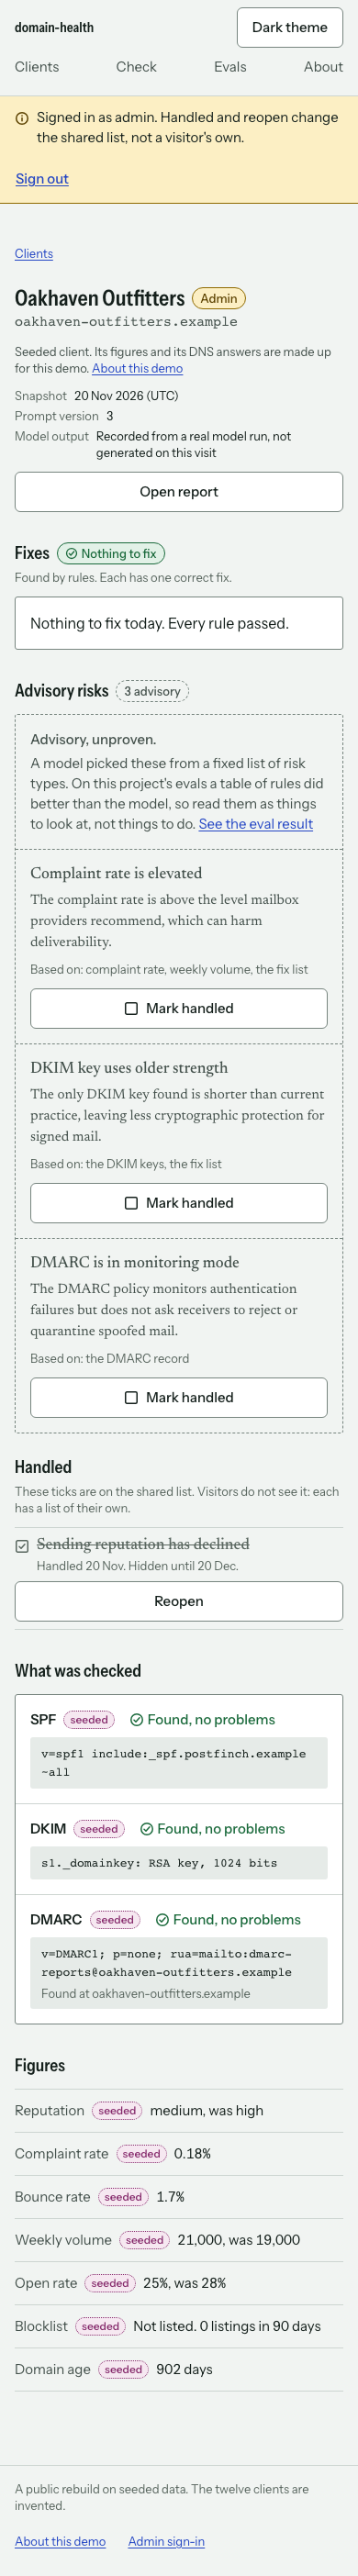 domain-health
Dark theme
Clients
Check
Evals
About
Signed in as admin. Handled and reopen change
the shared list, not a visitor's own.
Sign out
Clients
Oakhaven Outfitters Admin
oakhaven-outfitters.example
Seeded client. Its figures and its DNS answers are made up
for this demo. About this demo
Snapshot 20 Nov 2026 (UTC)
Prompt version 3
Model output Recorded from a real model run, not
generated on this visit
Open report
Fixes Nothing to fix
Found by rules. Each has one correct fix.
Nothing to fix today. Every rule passed.
Advisory risks 3 advisory
Advisory, unproven.
A model picked these from a fixed list of risk
types. On this project's evals a table of rules did
better than the model, so read them as things
to look at, not things to do. See the eval result
Complaint rate is elevated
The complaint rate is above the level mailbox
providers recommend, which can harm
deliverability.
Based on: complaint rate, weekly volume, the fix list
Mark handled
DKIM key uses older strength
The only DKIM key found is shorter than current
practice, leaving less cryptographic protection for
signed mail.
Based on: the DKIM keys, the fix list
Mark handled
DMARC is in monitoring mode
The DMARC policy monitors authentication
failures but does not ask receivers to reject or
quarantine spoofed mail.
Based on: the DMARC record
Mark handled
Handled
These ticks are on the shared list. Visitors do not see it: each
has a list of their own.
Sending reputation has declined
Handled 20 Nov. Hidden until 20 Dec.
Reopen
What was checked
SPF seeded Found, no problems
v=spf1 include:_spf.postfinch.example
~all
DKIM seeded Found, no problems
s1._domainkey: RSA key, 1024 bits
DMARC seeded Found, no problems
v=DMARC1; p=none; rua=mailto:dmarc-
reports@oakhaven-outfitters.example
Found at oakhaven-outfitters.example
Figures
Reputation seeded medium, was high
Complaint rate seeded 0.18%
Bounce rate seeded 1.7%
Weekly volume seeded 21,000, was 19,000
Open rate seeded 25%, was 28%
Blocklist seeded Not listed. 0 listings in 90 days
Domain age seeded 902 days
A public rebuild on seeded data. The twelve clients are
invented.
About this demo Admin sign-in